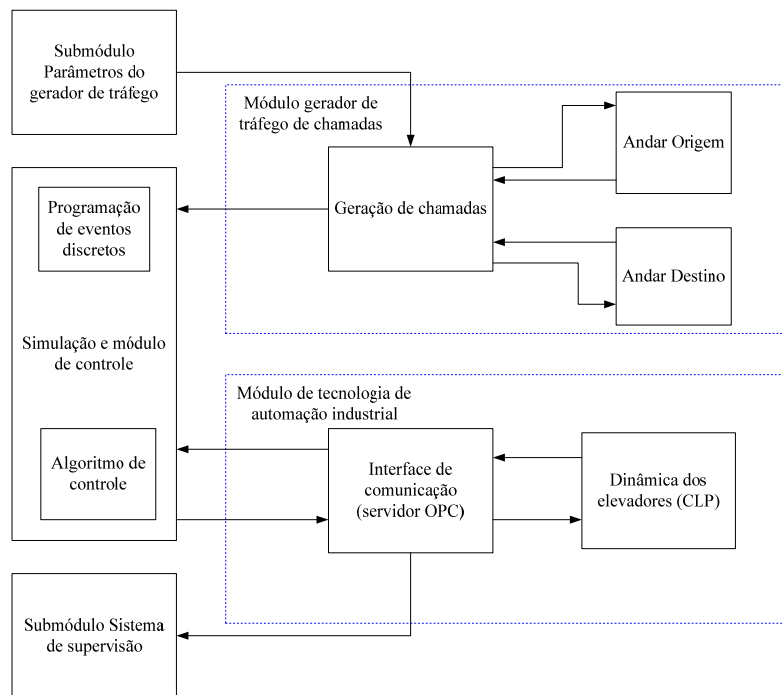 Submódulo
Parâmetros do
gerador de tráfego
Módulo gerador de
tráfego de chamadas
Andar Origem
Geração de chamadas
Andar Destino
Programação
de eventos
discretos
Simulação e módulo
de controle
Algoritmo de
controle
Módulo de tecnologia de
automação industrial
Interface de
comunicação
(servidor OPC)
Dinâmica dos
elevadores (CLP)
Submódulo Sistema
de supervisão